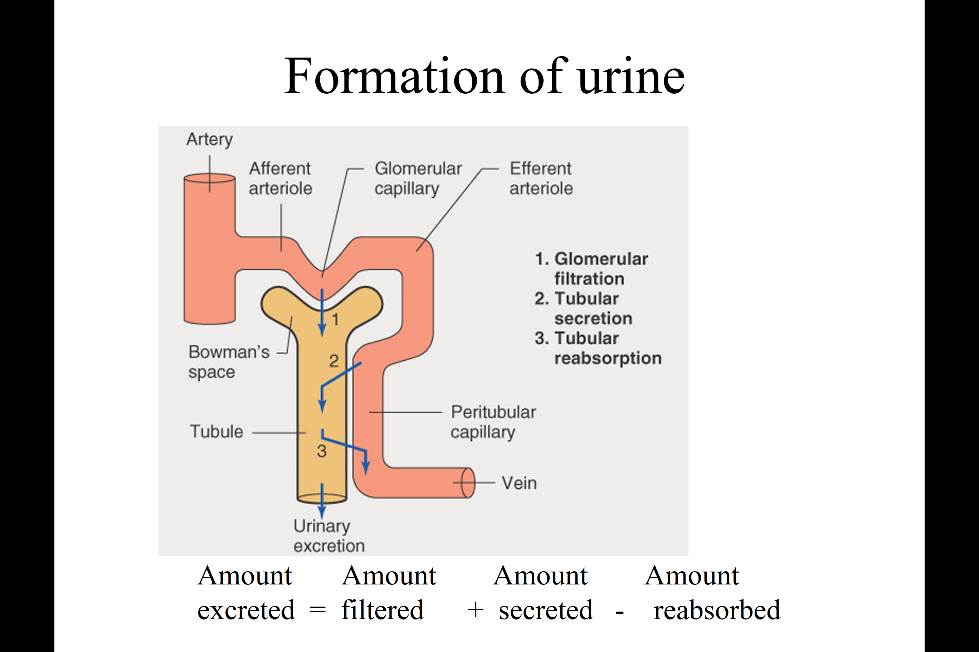 Formation of urine
Artery
Afferent
arteriole
Glomerular
capillary
Efferent
arteriole
1. Glomerular
filtration
2. Tubular
secretion
3. Tubular
reabsorption
1
Bowman's
space
2
Peritubular
capillary
Tubule
3
Vein
Urinary
excretion
Amount Amount Amount Amount
excreted = filtered + secreted - reabsorbed